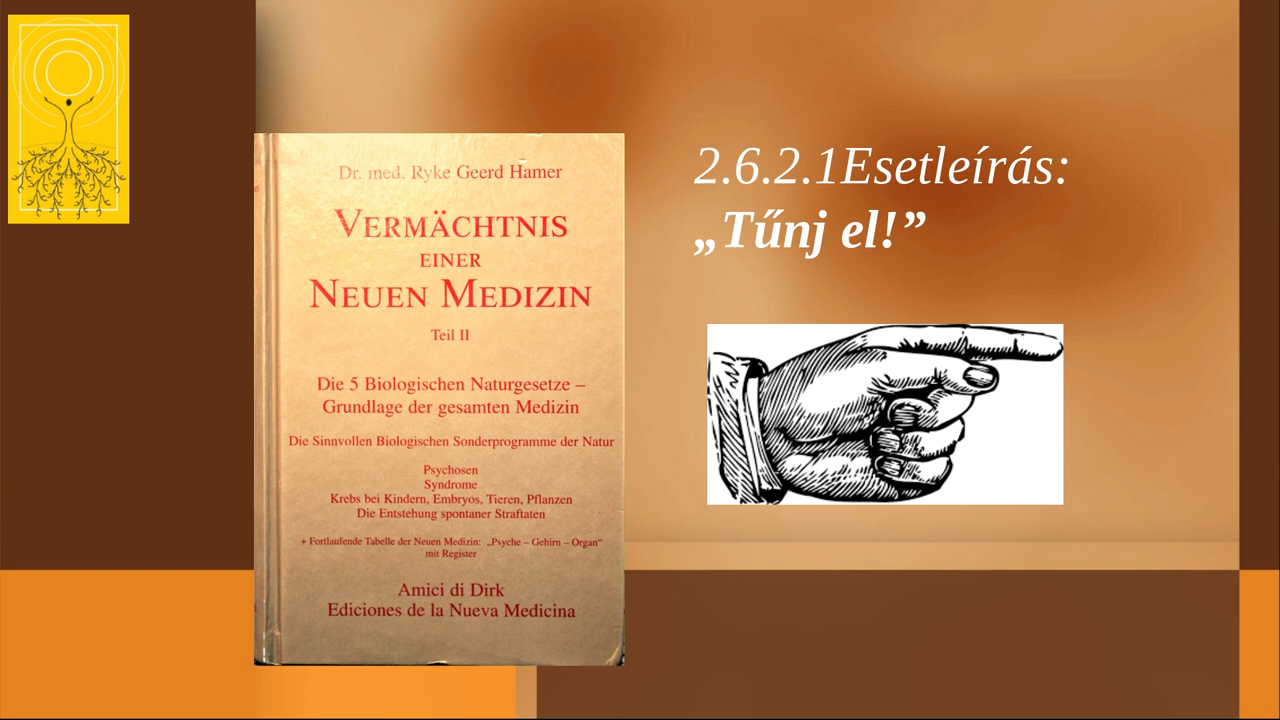 Dr. med. Ryke Geerd Hamer
VERMÄCHTNIS
EINER
NEUEN MEDIZIN
Teil II
Die 5 Biologischen Naturgesetze –
Grundlage der gesamten Medizin
Die Sinnvollen Biologischen Sonderprogramme der Natur
Psychosen
Syndrome
Krebs bei Kindern, Embryos, Tieren, Pflanzen
Die Entstehung spontaner Straftaten
+ Fortlaufende Tabelle der Neuen Medizin: „Psyche – Gehirn – Organ“
mit Register
Amici di Dirk
Ediciones de la Nueva Medicina
2.6.2.1Esetleírás:
„Tűnj el!”